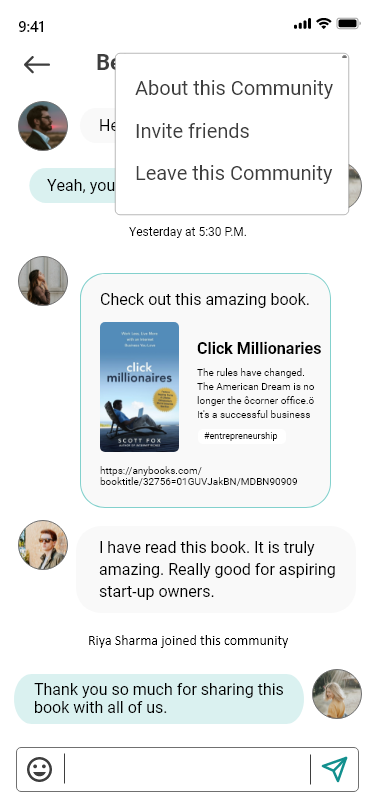 9:41
Be
About this Community
Invite friends
Leave this Community
He
Yeah, you
Yesterday at 5:30 P.M.
Check out this amazing book.
click
millionaires
SCOTT FOX
Click Millionaries
The rules have changed.
The American Dream is no
longer the ôcorner office.ö
It's a successful business
#entrepreneurship
https://anybooks.com/
booktitle/32756=01GUVJakBN/MDBN90909
I have read this book. It is truly
amazing. Really good for aspiring
start-up owners.
Riya Sharma joined this community
Thank you so much for sharing this
book with all of us.